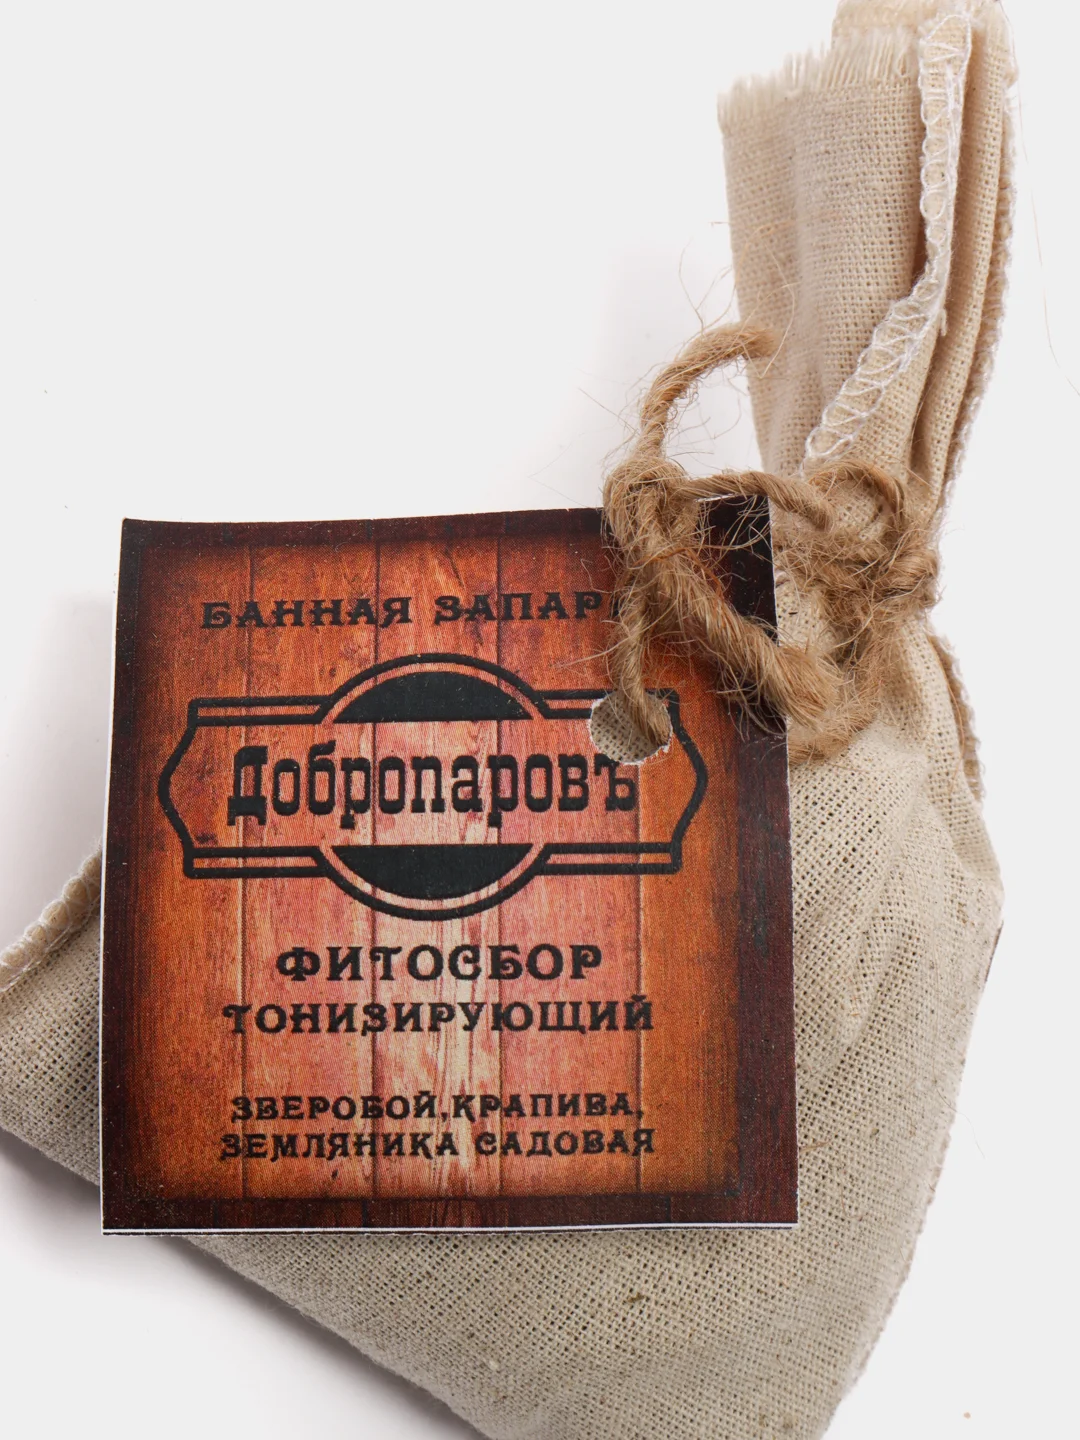 БАННАЯ ЗАПАР
ДобропаровЪ
ФИТОСБОР
ТОНИЗИРУЮЩИЙ
ЗВЕРОБОЙ, КРАПИВА,
ЗЕМЛЯНИКА САДОВАЯ